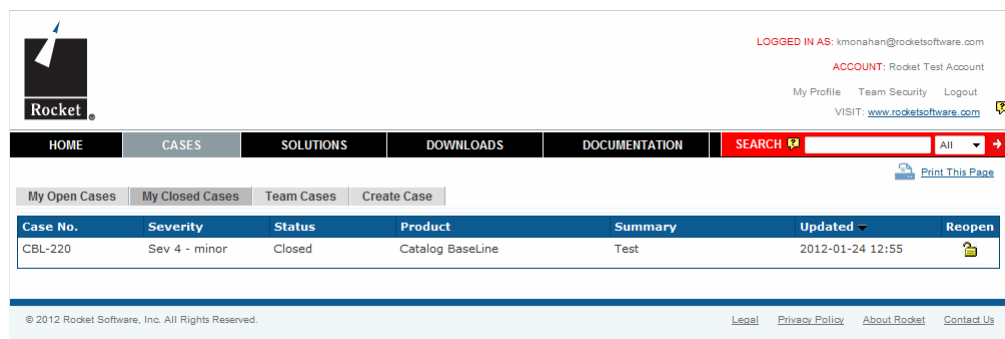 LOGGED IN AS: kmonahan@rocketsoftware.com
ACCOUNT: Rocket Test Account
My Profile Team Security Logout
VISIT: www.rocketsoftware.com
Rocket ®
HOME CASES SOLUTIONS DOWNLOADS DOCUMENTATION SEARCH All
Print This Page
My Open Cases My Closed Cases Team Cases Create Case
Case No. Severity Status Product Summary Updated Reopen
CBL-220 Sev 4 - minor Closed Catalog BaseLine Test 2012-01-24 12:55
© 2012 Rocket Software, Inc. All Rights Reserved. Legal Privacy Policy About Rocket Contact Us